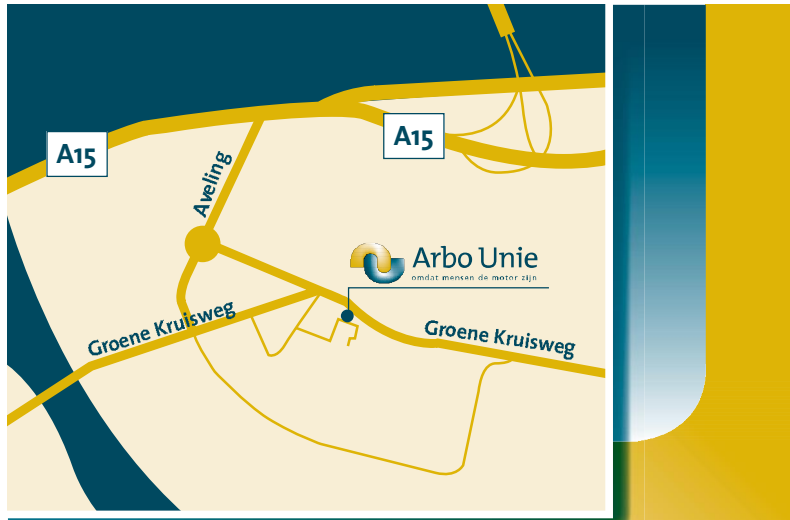 A15
A15
Aveling
Arbo Unie
omdat mensen de motor zijn
Groene Kruisweg
Groene Kruisweg